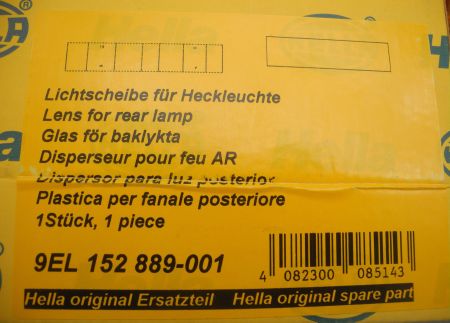 HELLA
Lichtscheibe für Heckleuchte
Lens for rear lamp
Glas för baklykta
Disperseur pour feu AR
Dispersor para luz posterior
Plastica per fanale posteriore
1Stück, 1 piece
9EL 152 889-001
4 082300 085143
Hella original Ersatzteil Hella original spare part